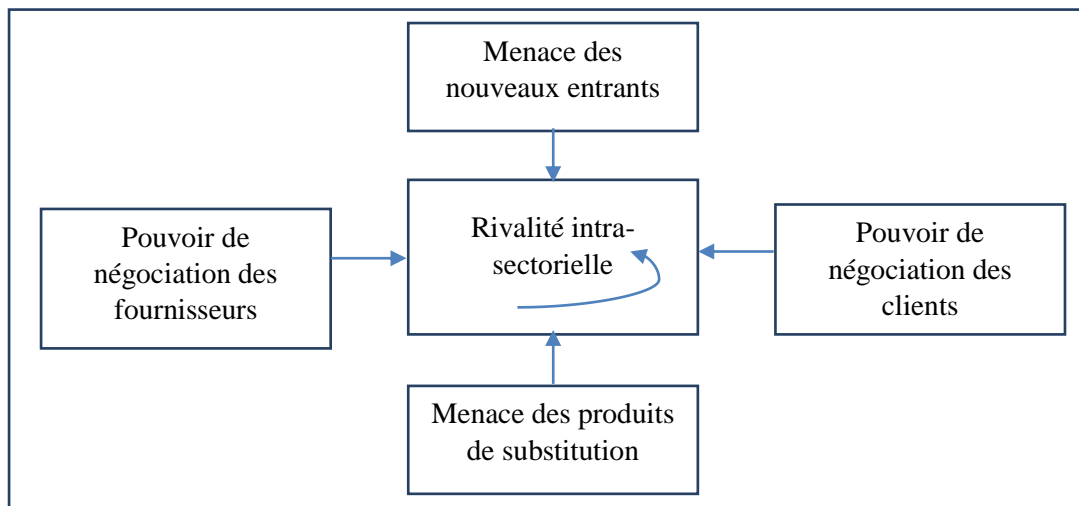 Menace des
nouveaux entrants
Pouvoir de
négociation des
fournisseurs
Rivalité intra-
sectorielle
Pouvoir de
négociation des
clients
Menace des produits
de substitution